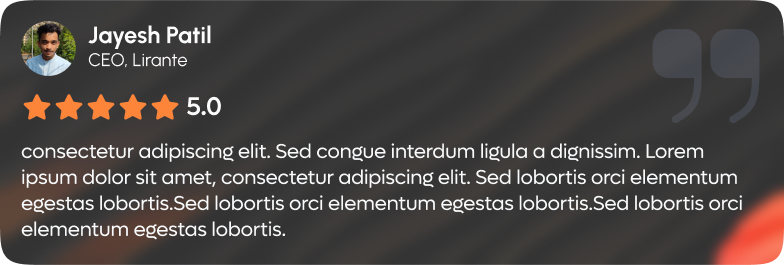 Jayesh Patil
CEO, Lirante
5.0
consectetur adipiscing elit. Sed congue interdum ligula a dignissim. Lorem
ipsum dolor sit amet, consectetur adipiscing elit. Sed lobortis orci elementum
egestas lobortis.Sed lobortis orci elementum egestas lobortis.Sed lobortis orci
elementum egestas lobortis.